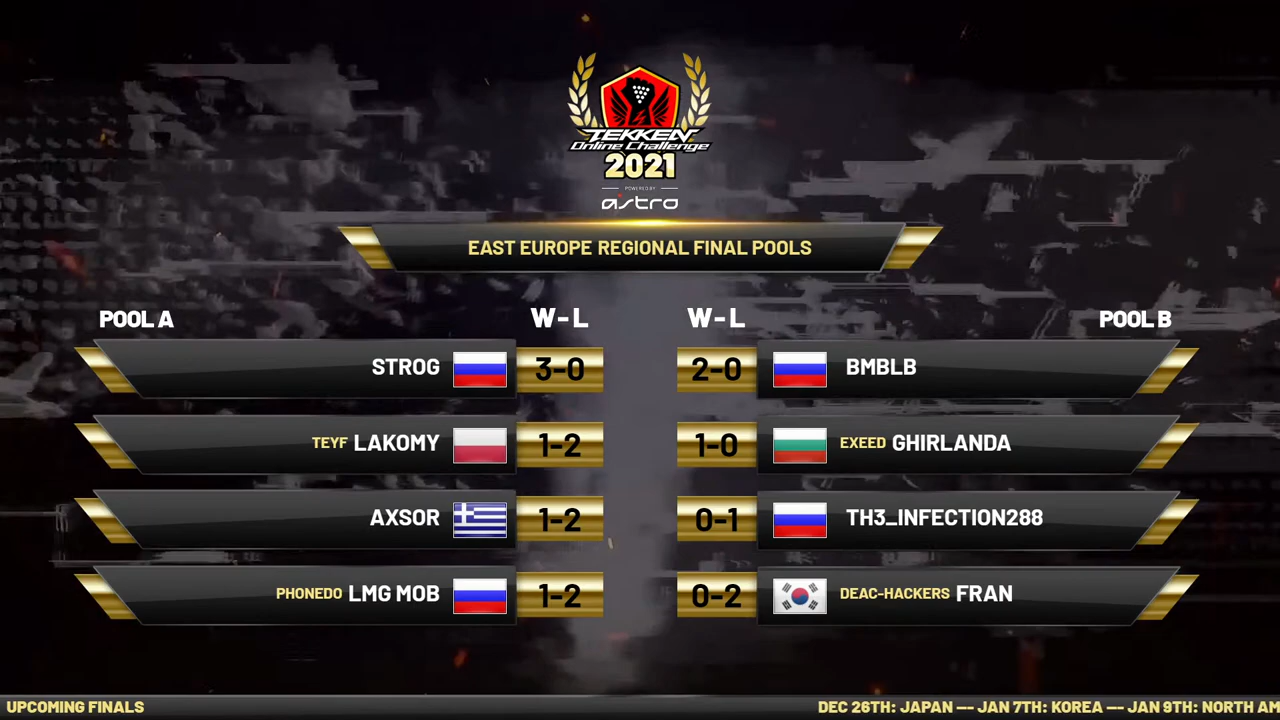 TEKKEN
Online Challenge
2021
POWERED BY
astro
EAST EUROPE REGIONAL FINAL POOLS
POOL A W-L W-L POOL B
STROG 3-0 2-0 BMBLB
TEYF LAKOMY 1-2 1-0 EXEED GHIRLANDA
AXSOR 1-2 0-1 TH3_INFECTION288
PHONEDO LMG MOB 1-2 0-2 DEAC-HACKERS FRAN
UPCOMING FINALS DEC 26TH: JAPAN –– JAN 7TH: KOREA –– JAN 9TH: NORTH AM